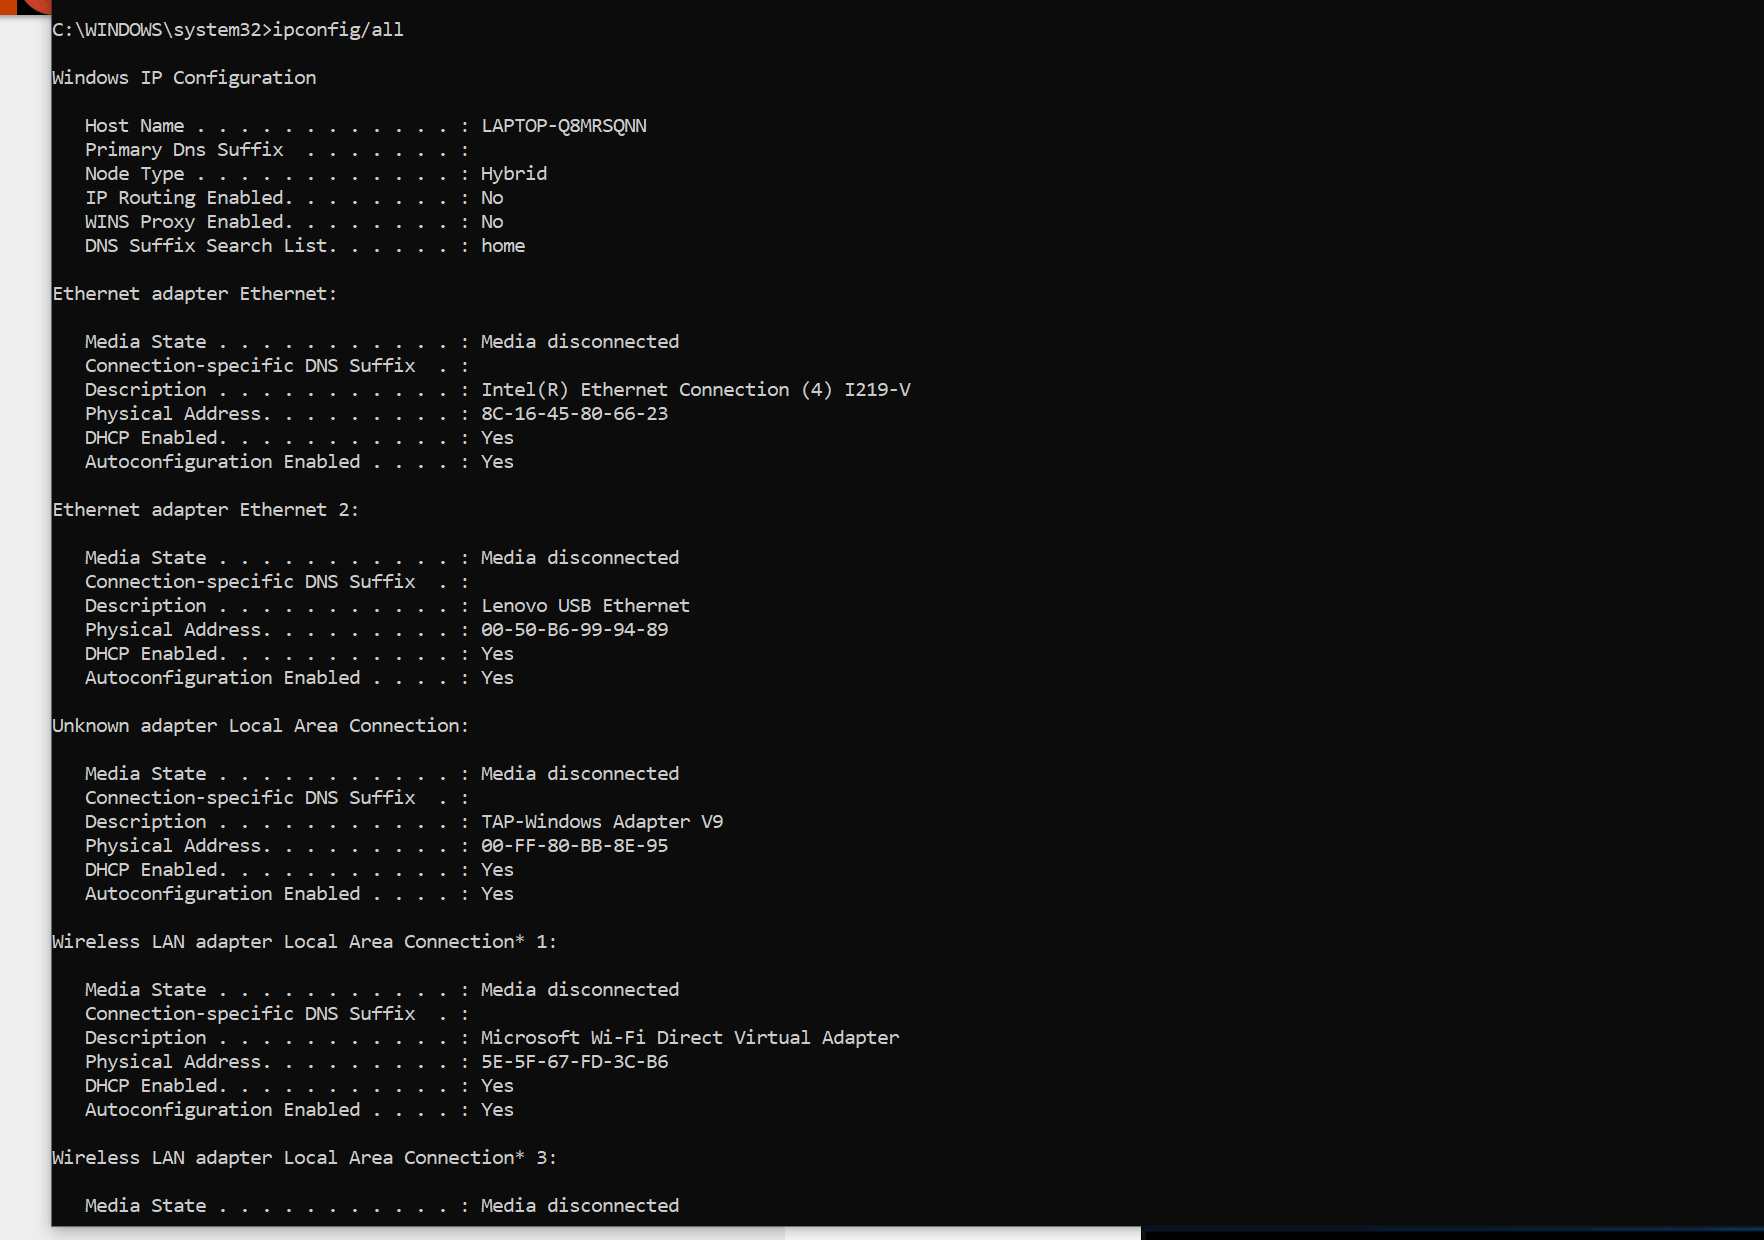 C:\WINDOWS\system32>ipconfig/all
Windows IP Configuration
Host Name . . . . . . . . . . . . : LAPTOP-Q8MRSQNN
Primary Dns Suffix  . . . . . . . :
Node Type . . . . . . . . . . . . : Hybrid
IP Routing Enabled. . . . . . . . : No
WINS Proxy Enabled. . . . . . . . : No
DNS Suffix Search List. . . . . . : home
Ethernet adapter Ethernet:
Media State . . . . . . . . . . . : Media disconnected
Connection-specific DNS Suffix  . :
Description . . . . . . . . . . . : Intel(R) Ethernet Connection (4) I219-V
Physical Address. . . . . . . . . : 8C-16-45-80-66-23
DHCP Enabled. . . . . . . . . . . : Yes
Autoconfiguration Enabled . . . . : Yes
Ethernet adapter Ethernet 2:
Media State . . . . . . . . . . . : Media disconnected
Connection-specific DNS Suffix  . :
Description . . . . . . . . . . . : Lenovo USB Ethernet
Physical Address. . . . . . . . . : 00-50-B6-99-94-89
DHCP Enabled. . . . . . . . . . . : Yes
Autoconfiguration Enabled . . . . : Yes
Unknown adapter Local Area Connection:
Media State . . . . . . . . . . . : Media disconnected
Connection-specific DNS Suffix  . :
Description . . . . . . . . . . . : TAP-Windows Adapter V9
Physical Address. . . . . . . . . : 00-FF-80-BB-8E-95
DHCP Enabled. . . . . . . . . . . : Yes
Autoconfiguration Enabled . . . . : Yes
Wireless LAN adapter Local Area Connection* 1:
Media State . . . . . . . . . . . : Media disconnected
Connection-specific DNS Suffix  . :
Description . . . . . . . . . . . : Microsoft Wi-Fi Direct Virtual Adapter
Physical Address. . . . . . . . . : 5E-5F-67-FD-3C-B6
DHCP Enabled. . . . . . . . . . . : Yes
Autoconfiguration Enabled . . . . : Yes
Wireless LAN adapter Local Area Connection* 3:
Media State . . . . . . . . . . . : Media disconnected